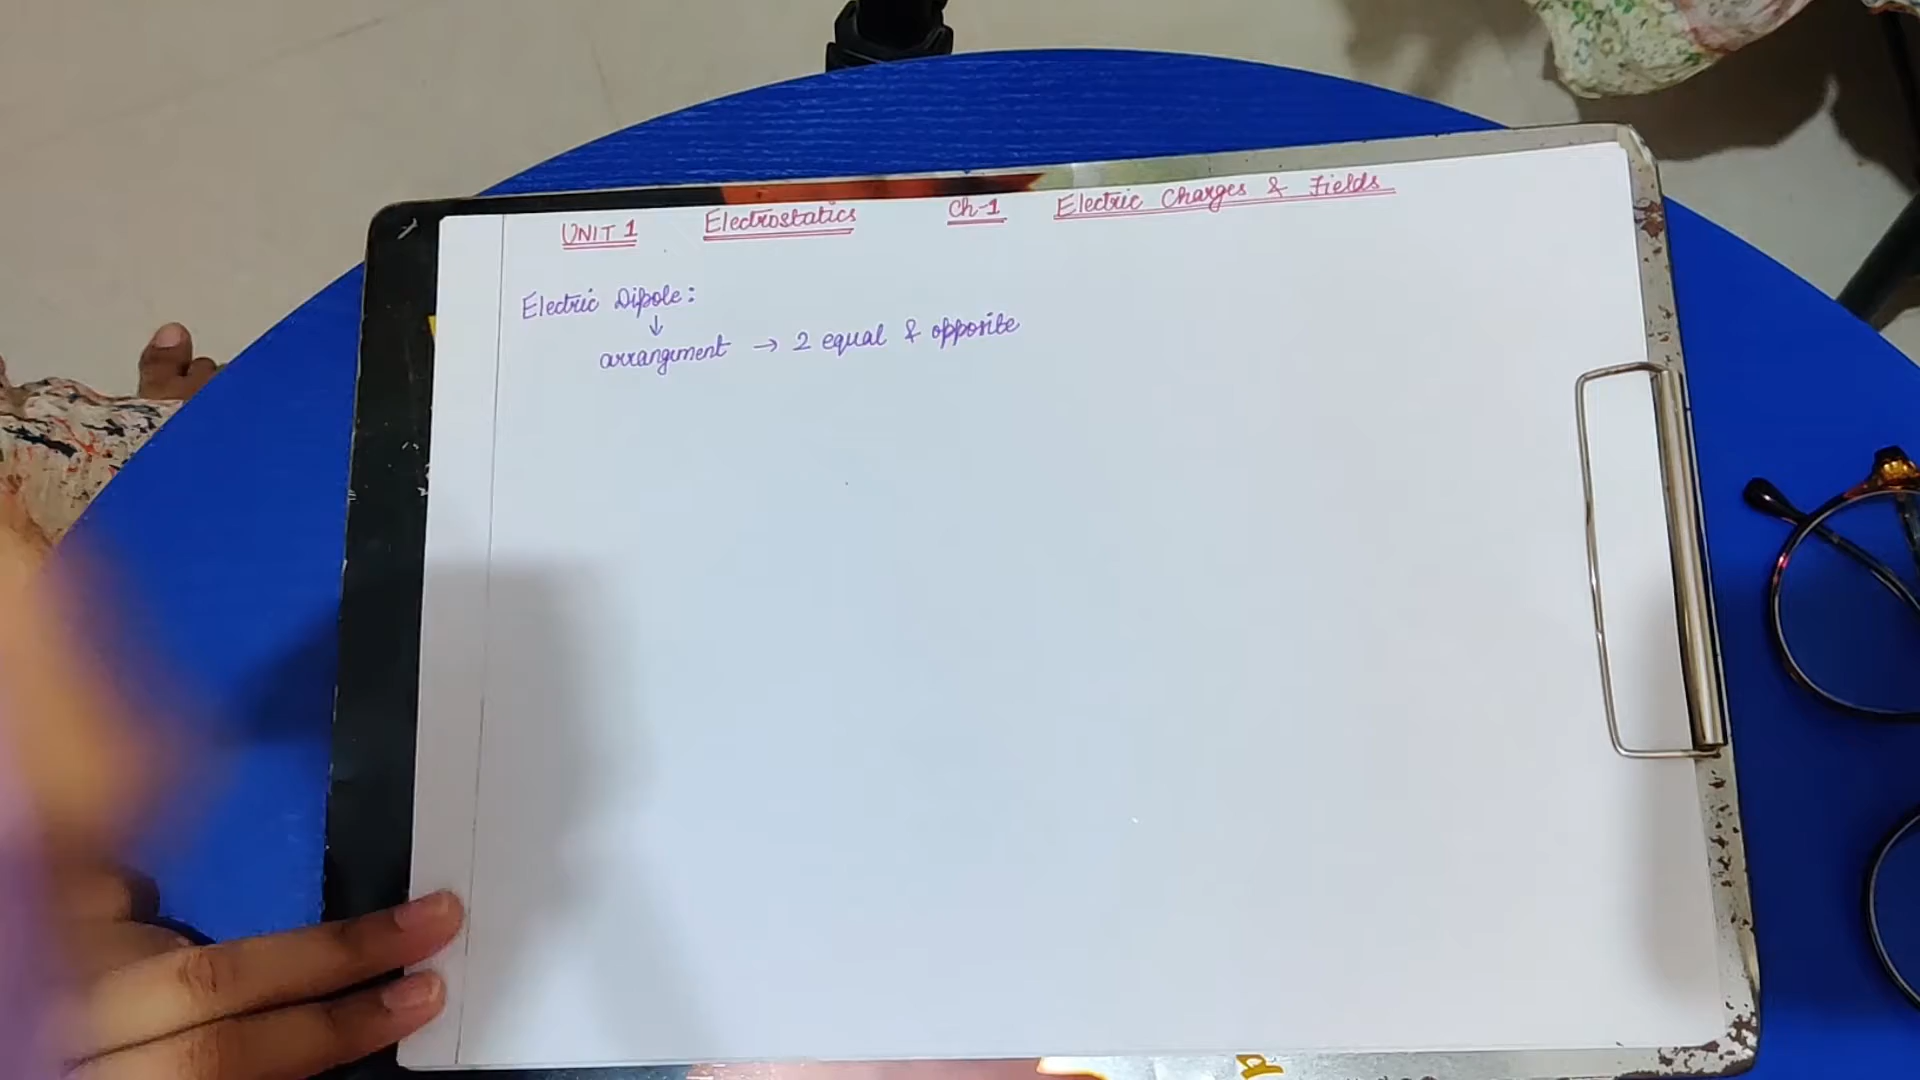 UNIT 1 Electrostatics Ch-1 Electric Charges & Fields
Electric Dipole:
↓
arrangement → 2 equal & opposite